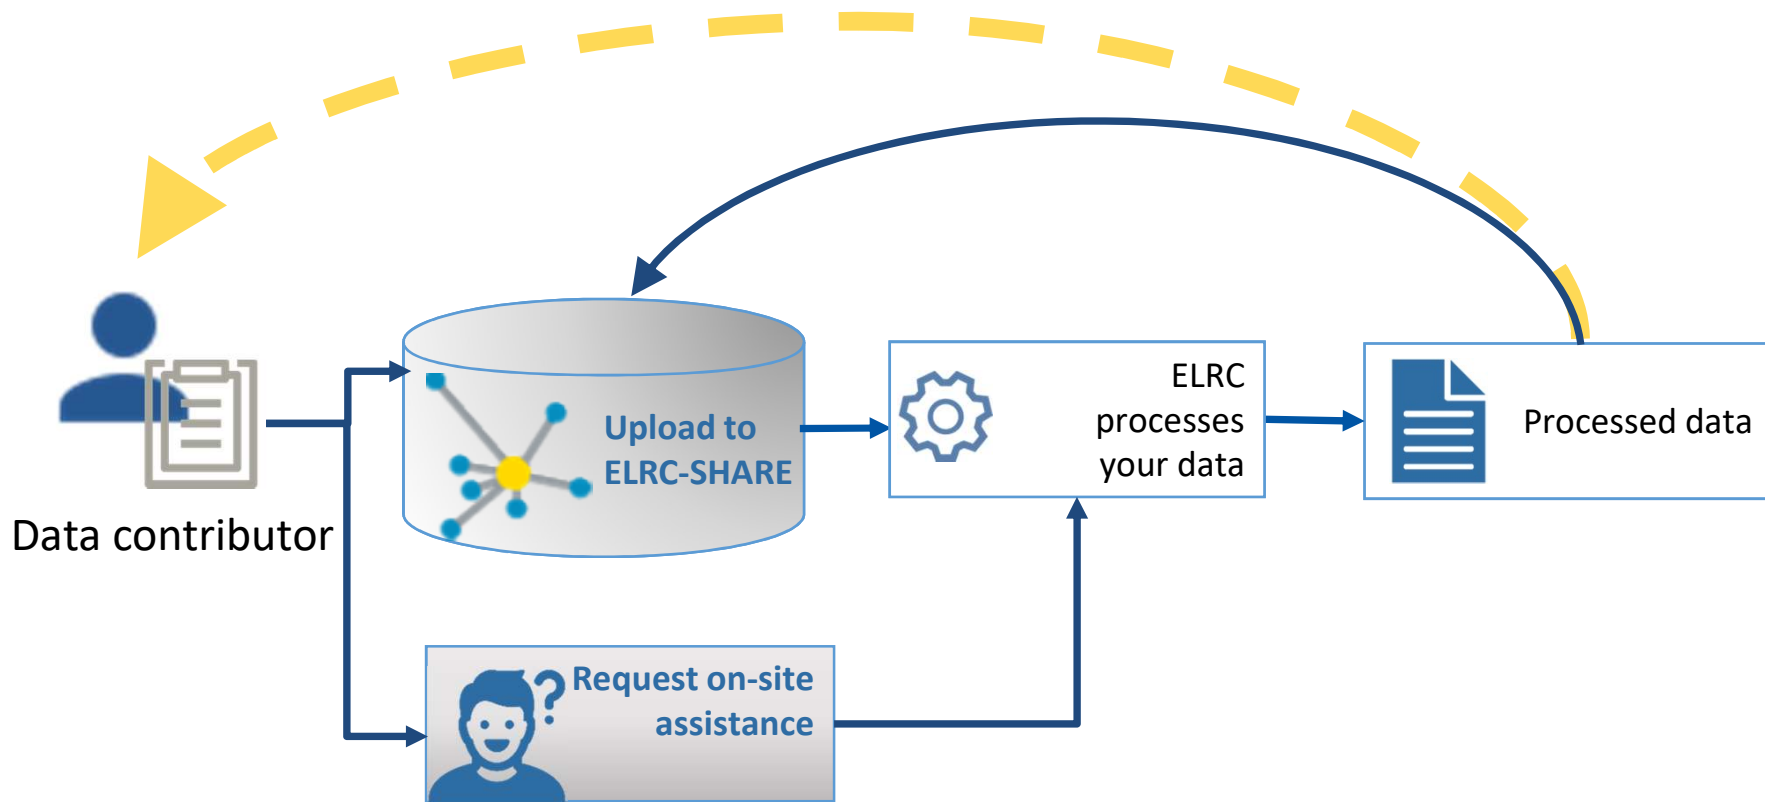 Data contributor
Upload to
ELRC-SHARE
ELRC
processes
your data
Processed data
Request on-site
assistance